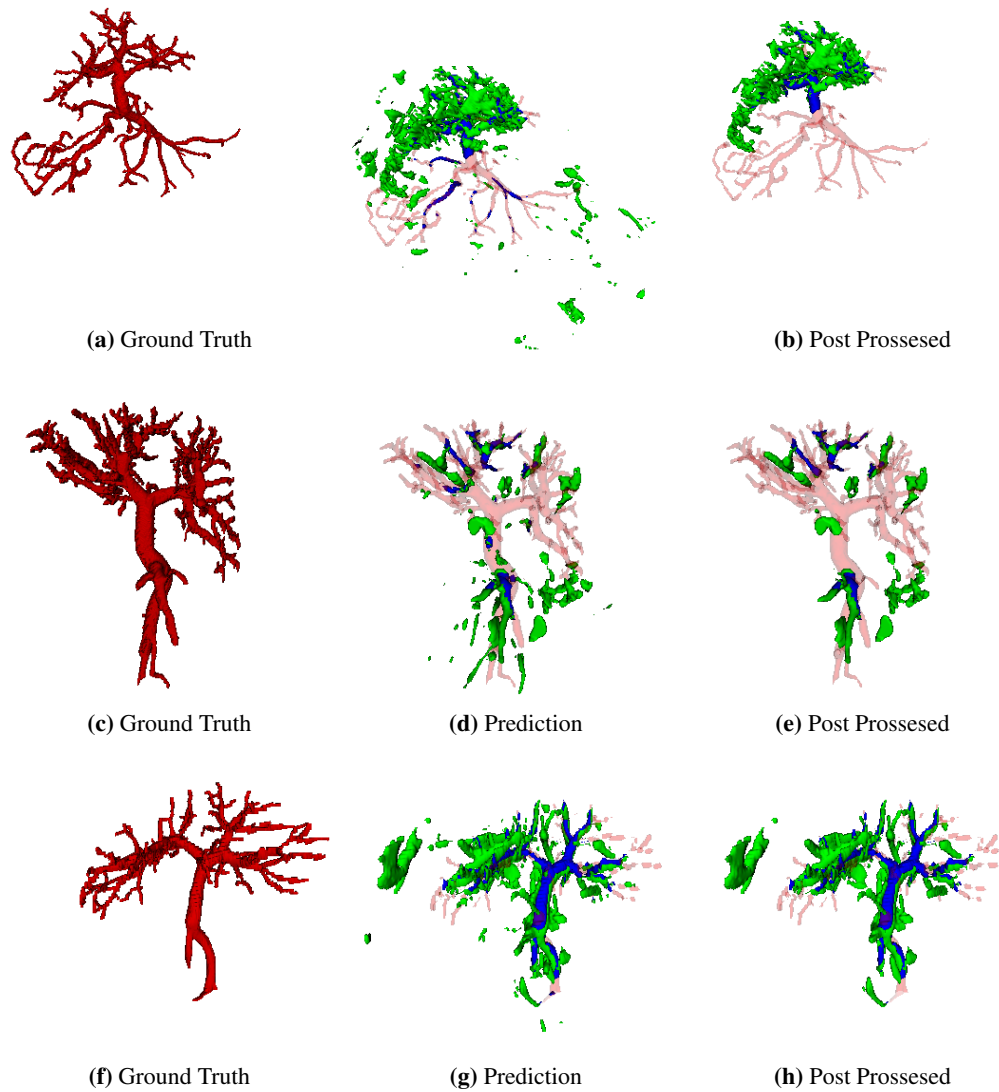 (a) Ground Truth
(b) Post Prossesed
(c) Ground Truth
(d) Prediction
(e) Post Prossesed
(f) Ground Truth
(g) Prediction
(h) Post Prossesed